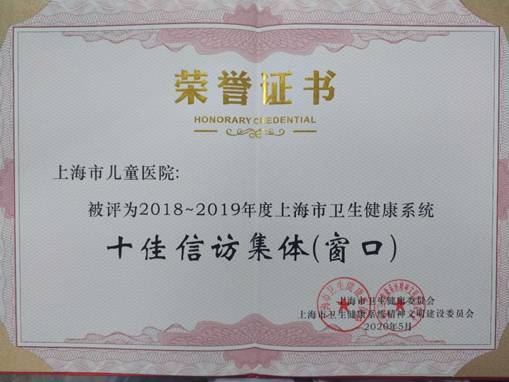 荣誉证书
HONORARY CREDENTIAL
上海市儿童医院:
被评为2018~2019年度上海市卫生健康系统
十佳信访集体(窗口)
上海市卫生健康委员会
上海市卫生健康系统精神文明建设委员会
2020年5月